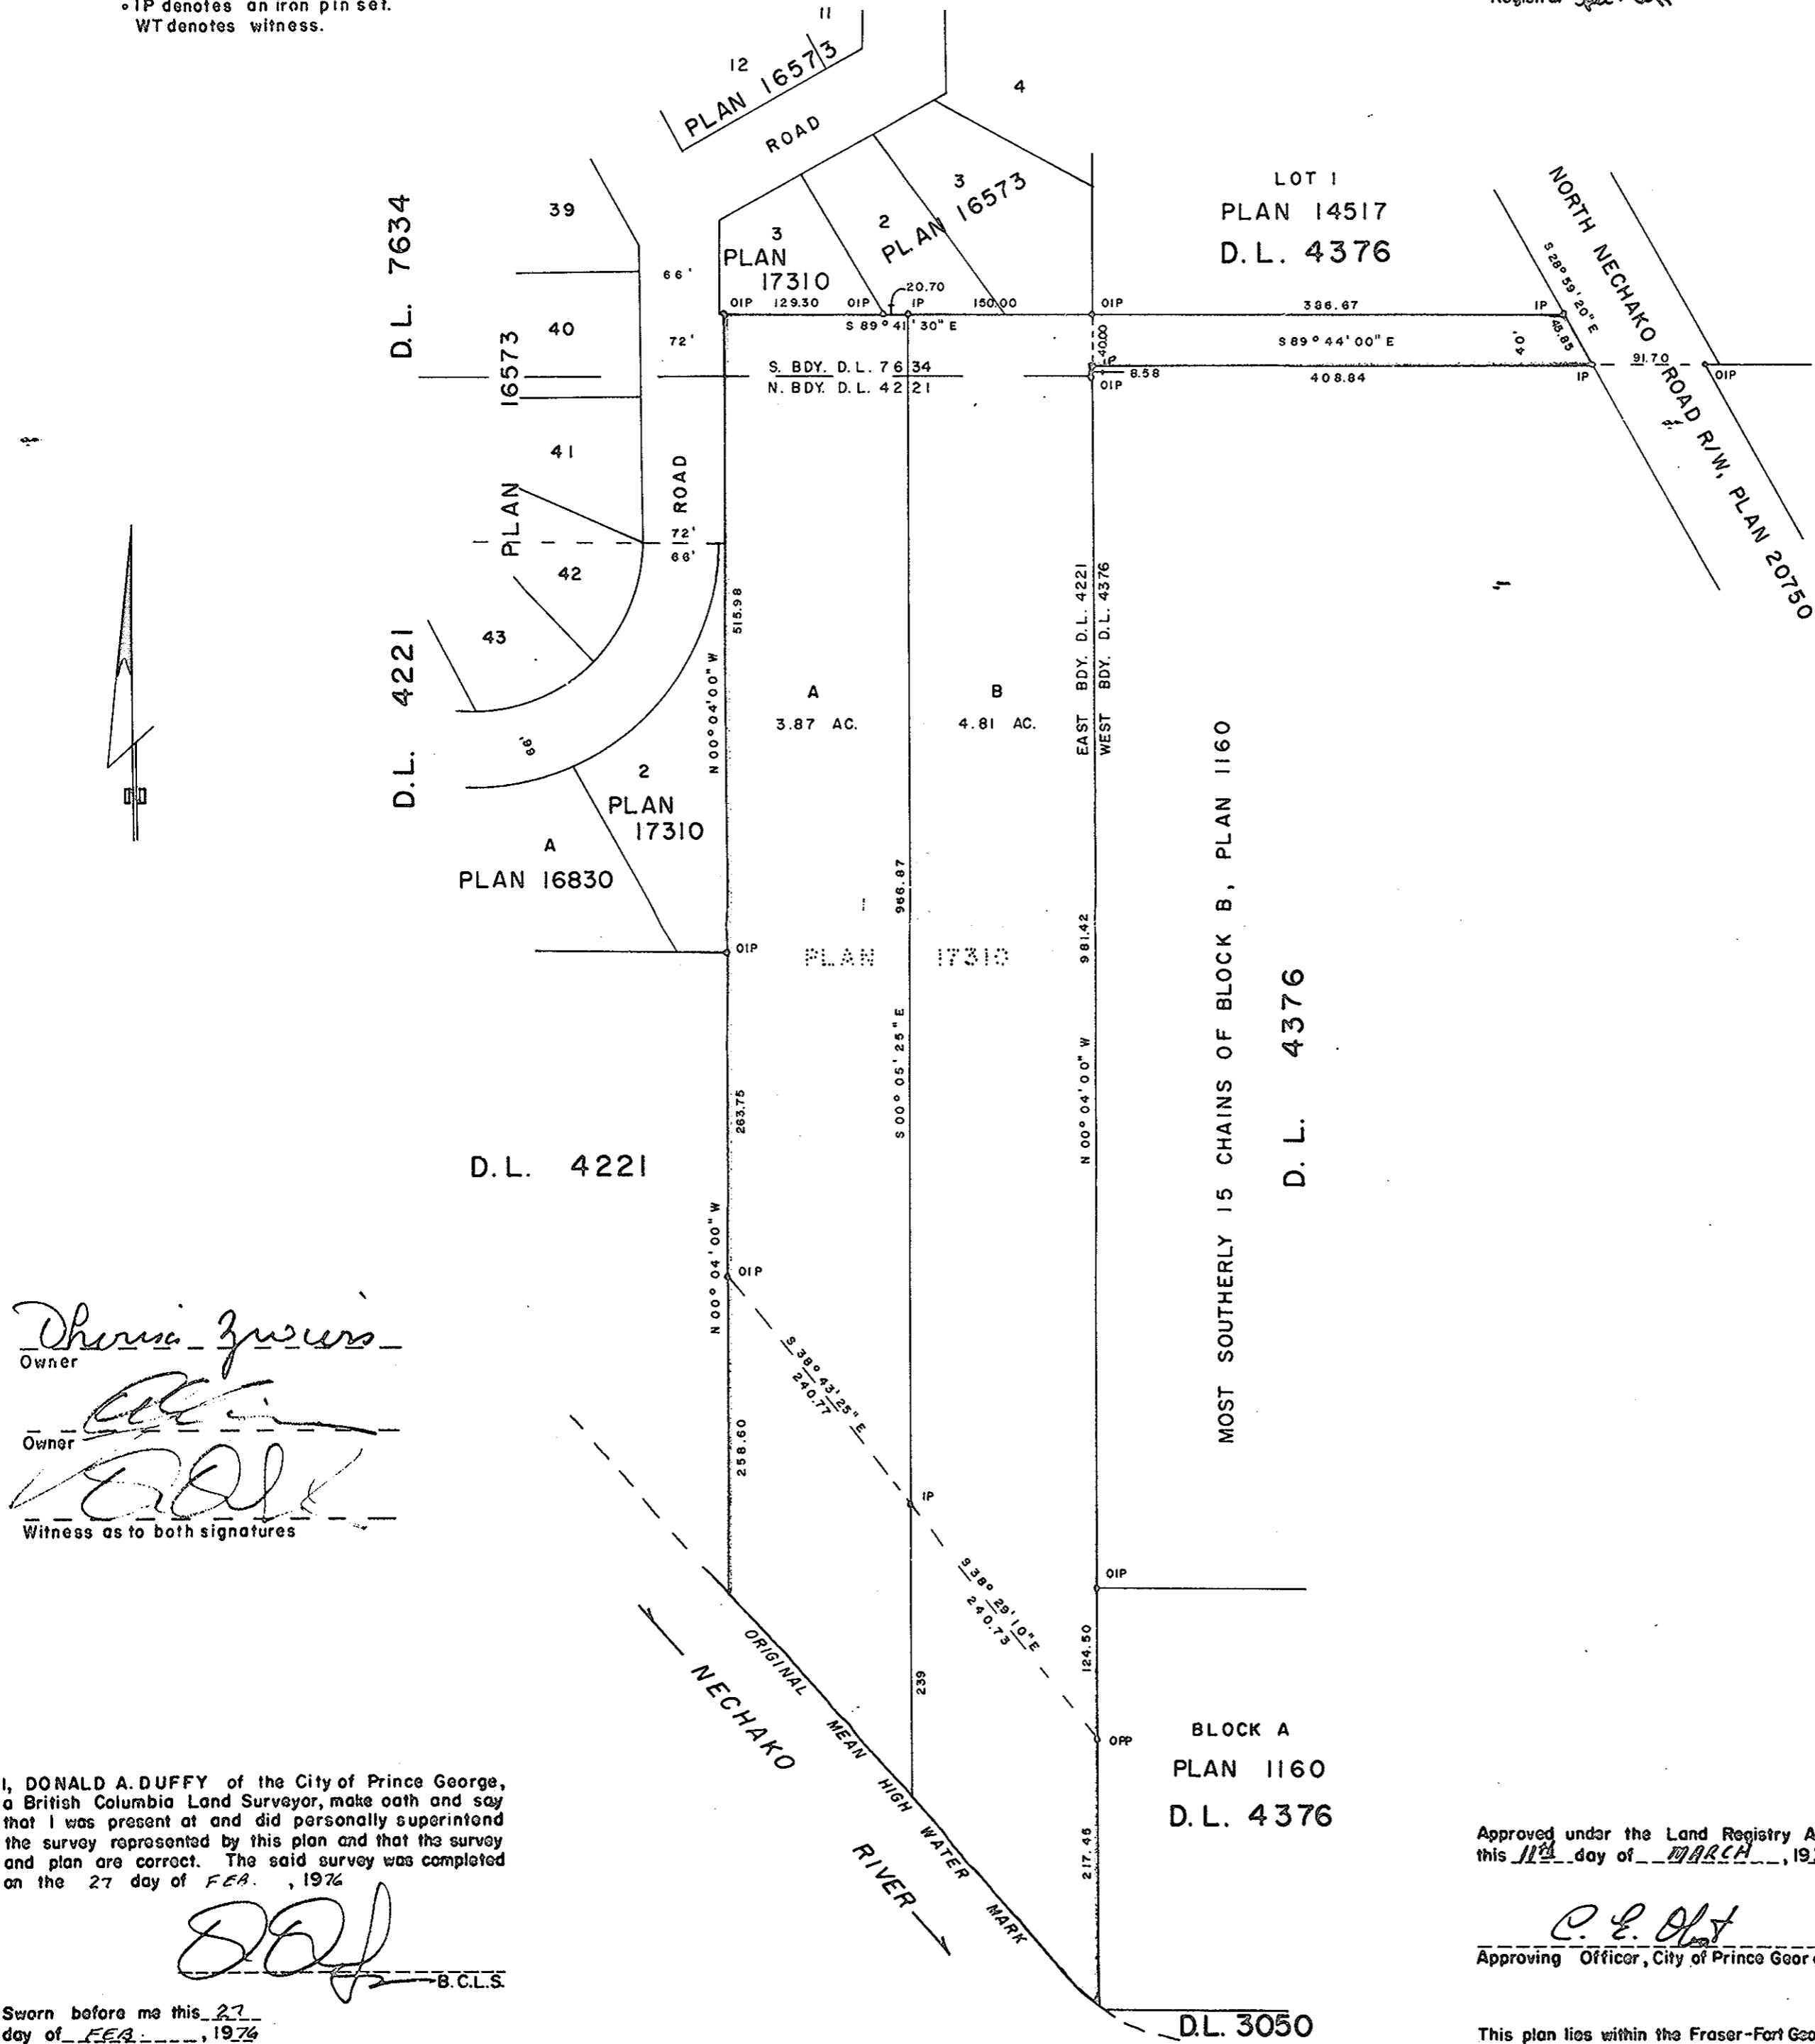 IP denotes an iron pin set.
WT denotes witness.
11
12
PLAN 16573
ROAD
4
3
2
PLAN 16573
3
PLAN
17310
LOT 1
PLAN 14517
D.L. 4376
NORTH NECHAKO ROAD R/W, PLAN 20750
S 28° 59' 20" E
45.85
D.L. 7634
39
40
41
42
43
PLAN 16573
66'
72'
ROAD
72'
66'
66'
OIP
129.30
OIP
20.70
IP
150.00
OIP
386.67
IP
S 89° 41' 30" E
S 89° 44' 00" E
40'
40.00
IP
8.58
OIP
408.84
IP
91.70
OIP
S. BDY. D.L. 7634
N. BDY. D.L. 4221
EAST BDY. D.L. 4221
WEST BDY. D.L. 4376
D.L. 4221
515.98
N 00° 04' 00" W
A
3.87 AC.
B
4.81 AC.
2
PLAN
17310
A
PLAN 16830
OIP
1
PLAN 17310
966.87
S 00° 05' 25" E
981.42
N 00° 04' 00" W
MOST SOUTHERLY 15 CHAINS OF BLOCK B, PLAN 1160
D. L. 4376
263.75
D.L. 4221
N 00° 04' 00" W
OIP
S 38° 43' 25" E
240.77
258.60
IP
S 38° 29' 10" E
240.73
OIP
124.50
239
OPP
217.45
BLOCK A
PLAN 1160
D.L. 4376
ORIGINAL MEAN HIGH WATER MARK
NECHAKO RIVER
D.L. 3050
Owner
Owner
Witness as to both signatures
I, DONALD A. DUFFY of the City of Prince George,
a British Columbia Land Surveyor, make oath and say
that I was present at and did personally superintend
the survey represented by this plan and that the survey
and plan are correct. The said survey was completed
on the 27 day of FEB. , 1976
B.C.L.S.
Sworn before me this 27
day of FEB. , 1976
Approved under the Land Registry A
this 11th day of MARCH , 19
Approving Officer, City of Prince Geor
This plan lies within the Fraser-Fort Geo